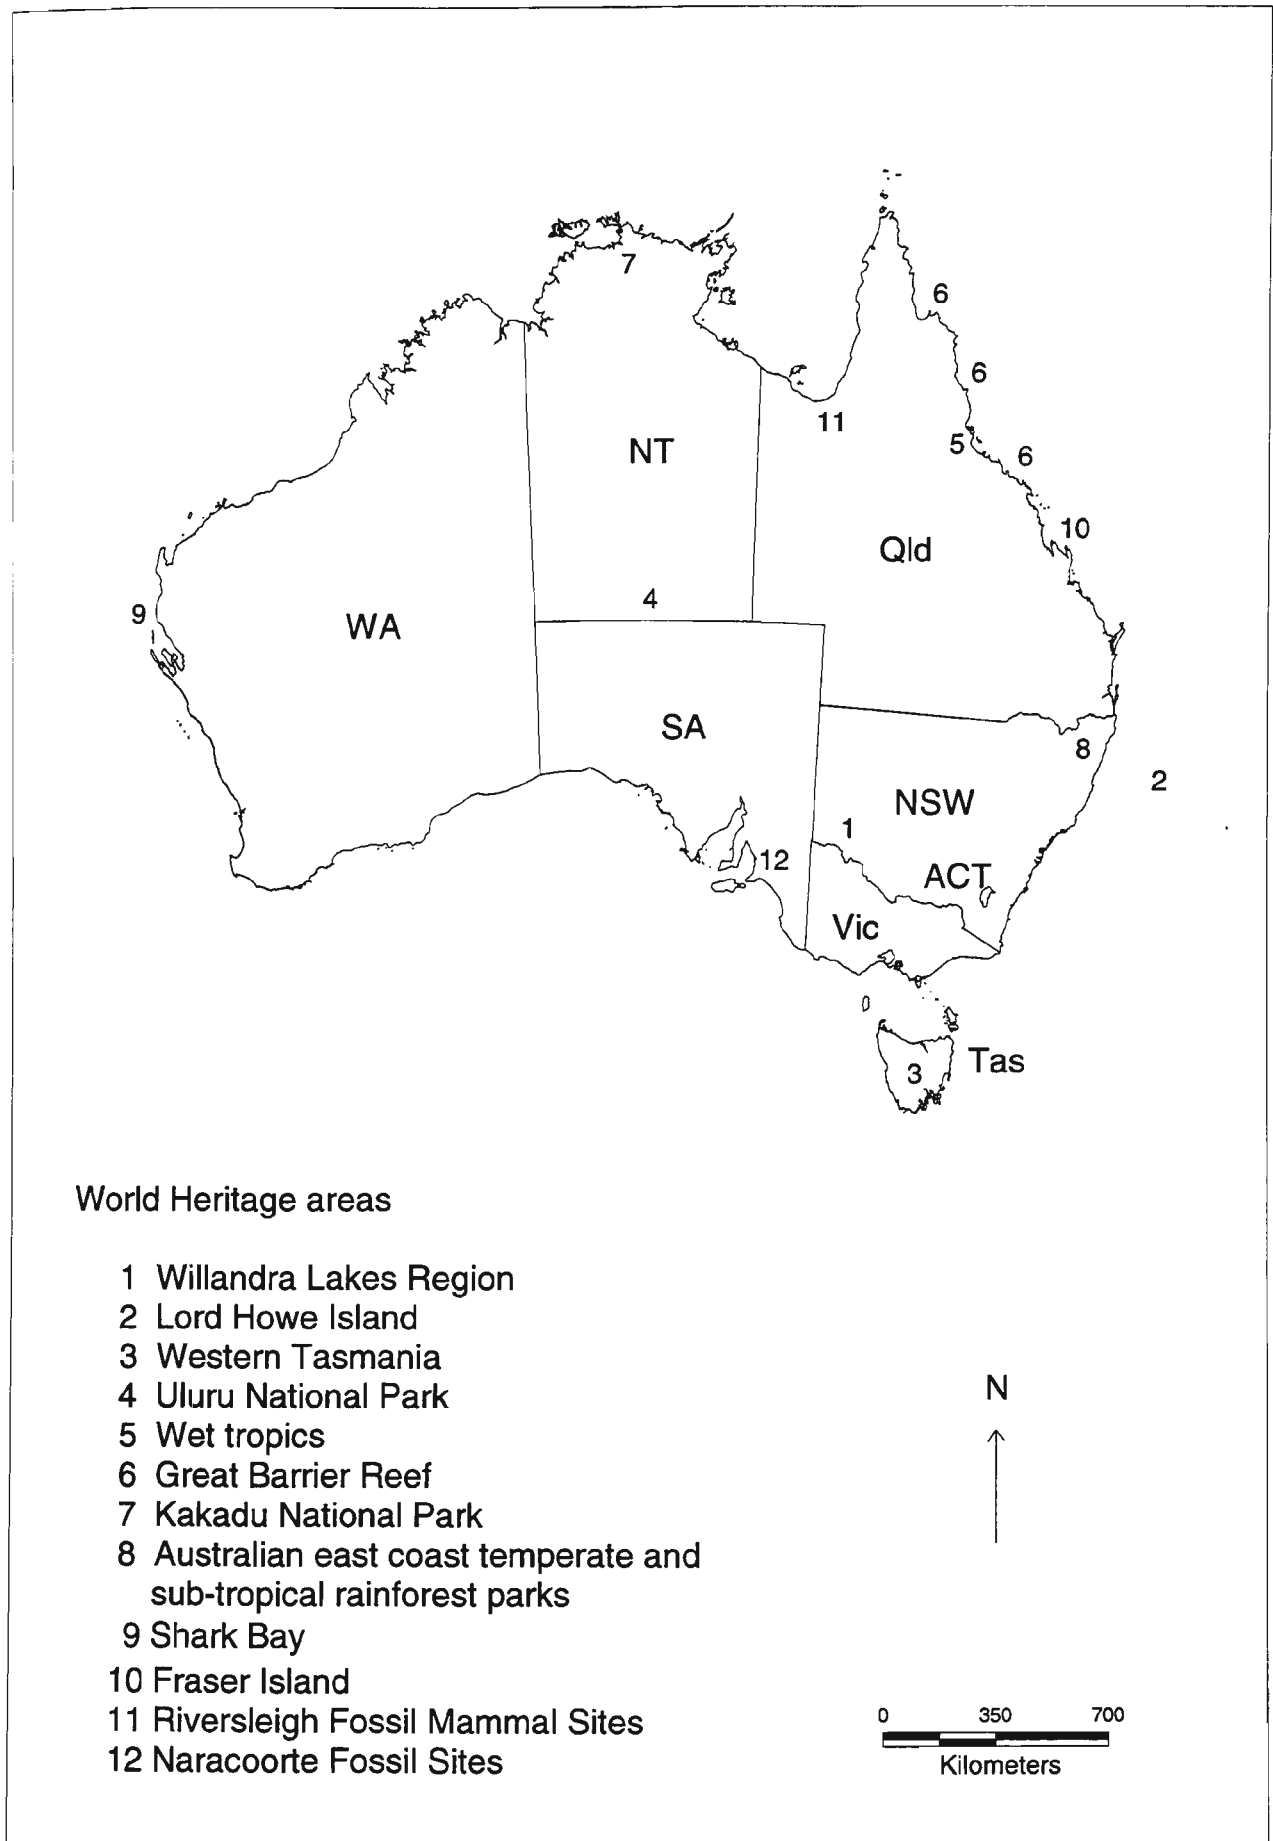 7
6
6
11
NT
5
6
10
Qld
4
9
WA
SA
8
2
NSW
1
12
ACT
Vic
Tas
3
World Heritage areas
1 Willandra Lakes Region
2 Lord Howe Island
3 Western Tasmania
4 Uluru National Park
N
5 Wet tropics
6 Great Barrier Reef
7 Kakadu National Park
8 Australian east coast temperate and
sub-tropical rainforest parks
9 Shark Bay
10 Fraser Island
11 Riversleigh Fossil Mammal Sites
12 Naracoorte Fossil Sites
0 350 700
Kilometers